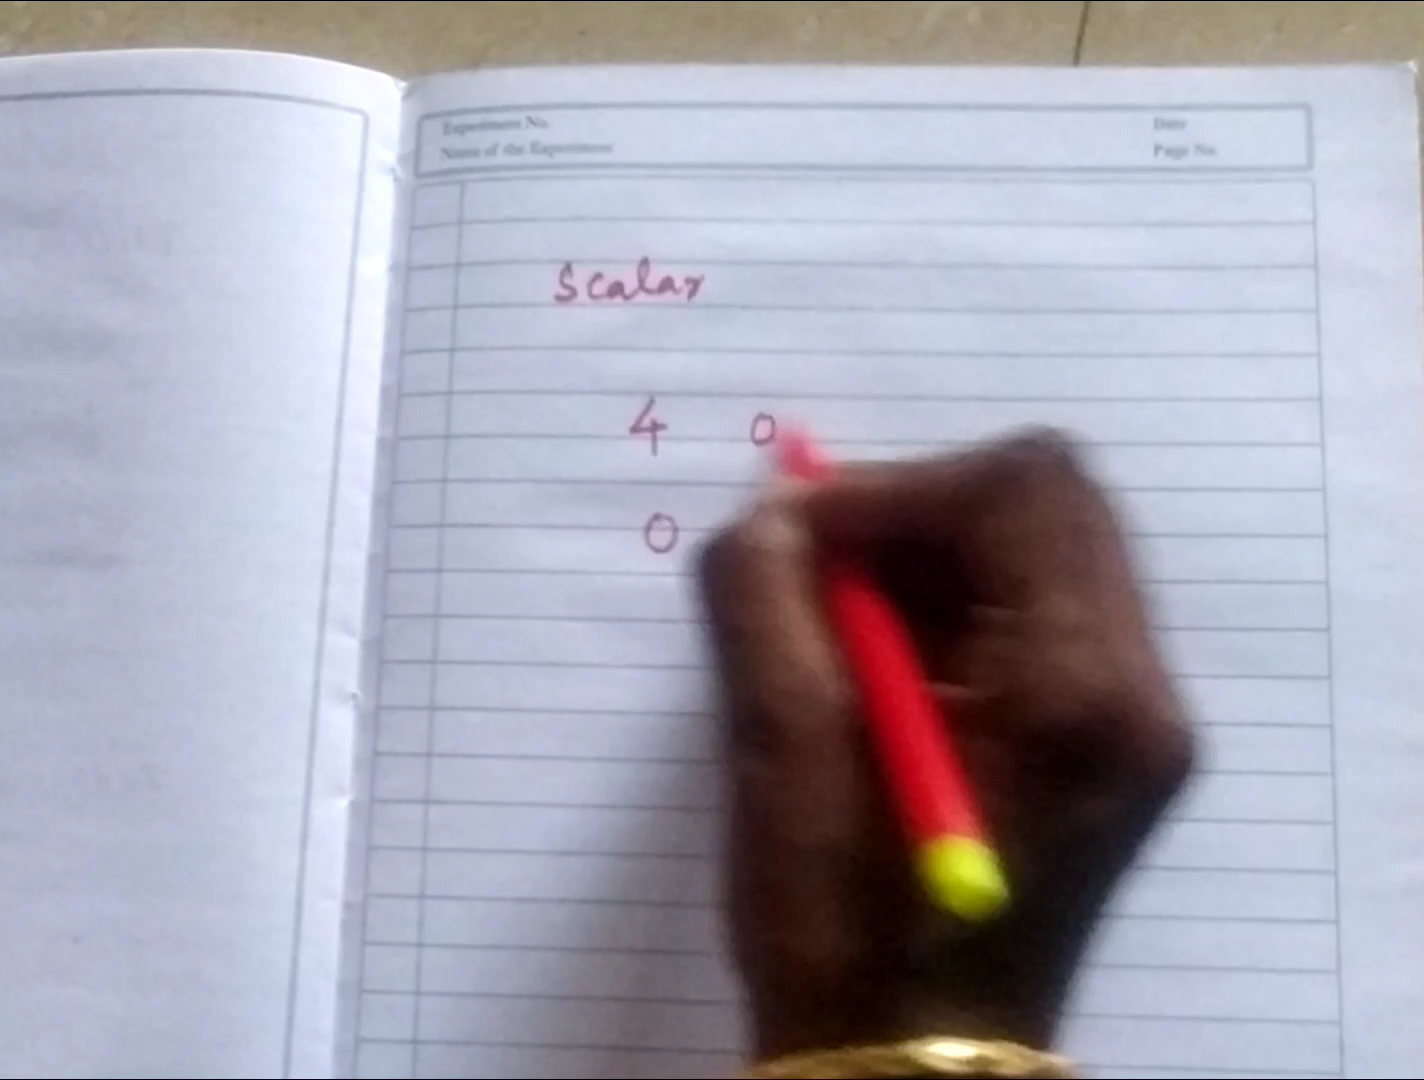 Experiment No.
Date
Name of the Experiment
Page No.
Scalar
4 0
0